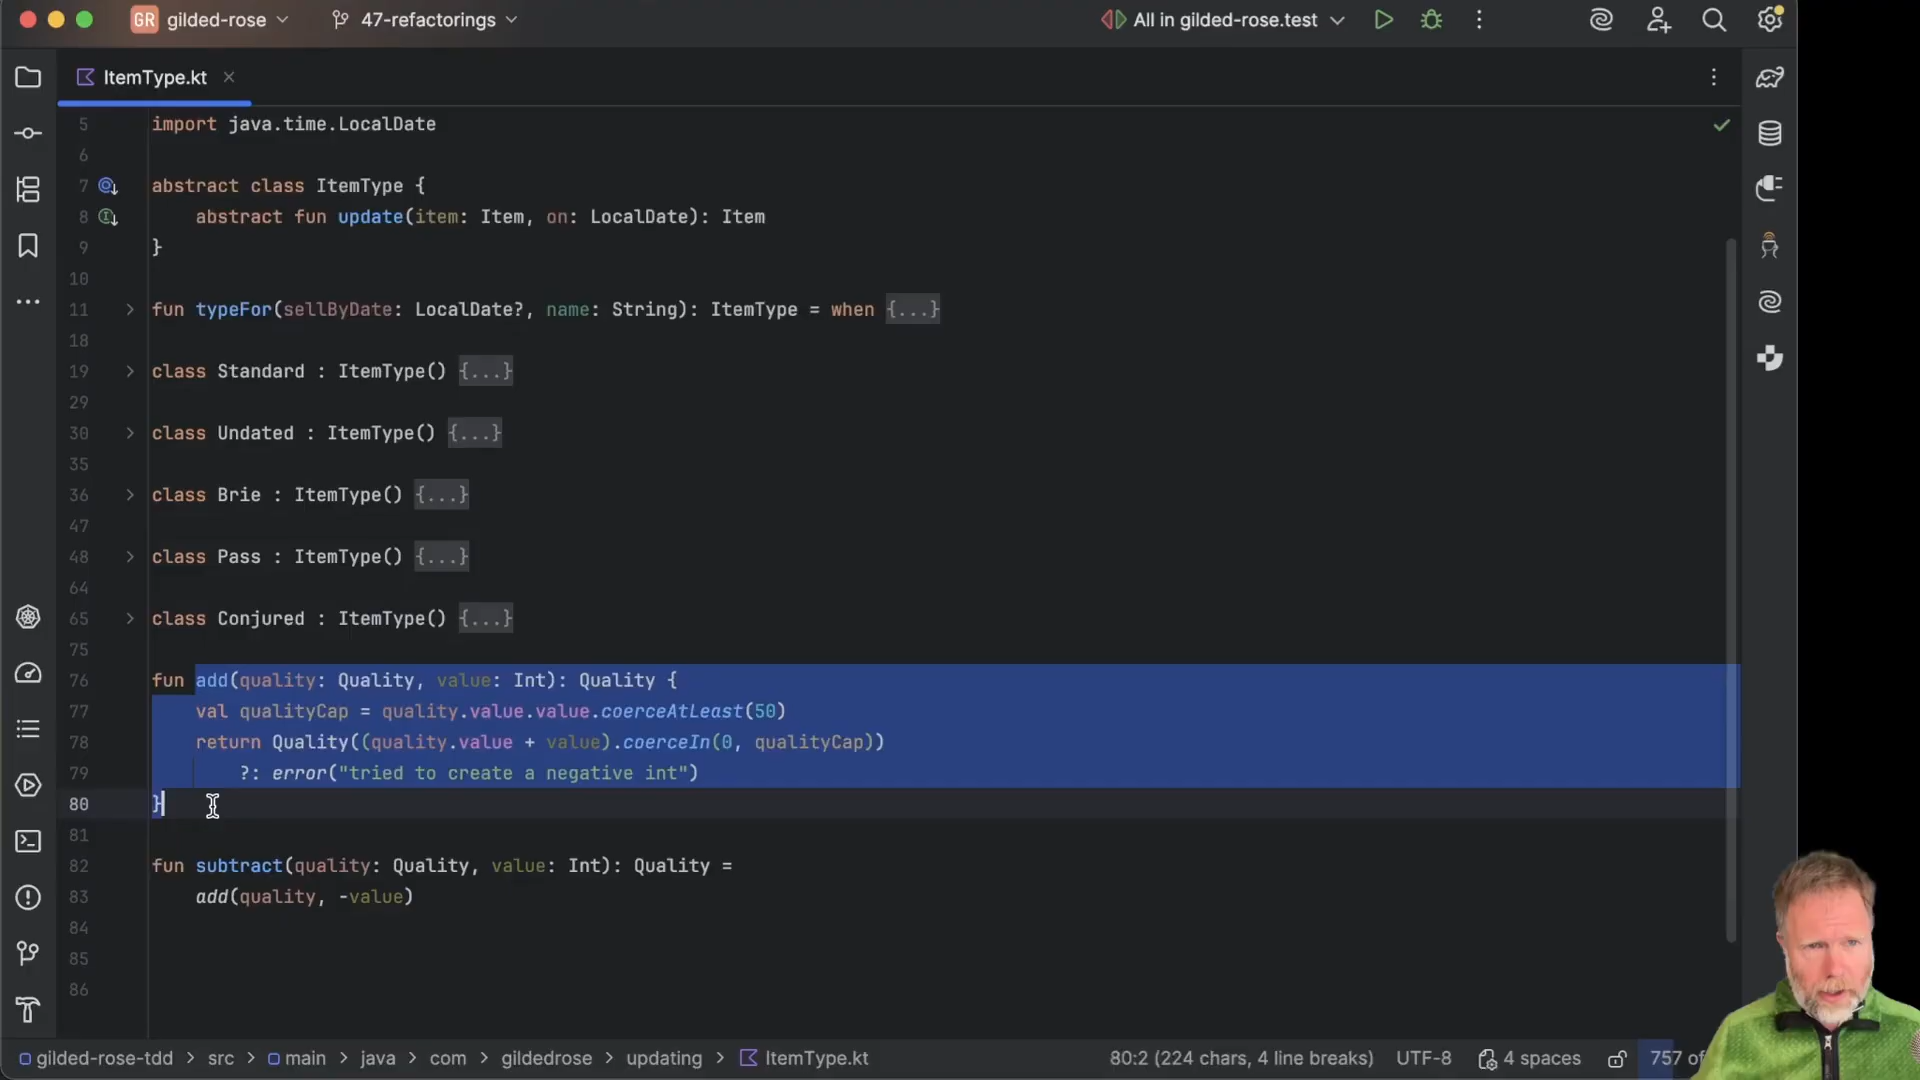 GR gilded-rose 47-refactorings All in gilded-rose.test
ItemType.kt
5 import java.time.LocalDate
6
7 abstract class ItemType {
8 abstract fun update(item: Item, on: LocalDate): Item
9 }
10
11 fun typeFor(sellByDate: LocalDate?, name: String): ItemType = when {...}
18
19 class Standard : ItemType() {...}
29
30 class Undated : ItemType() {...}
35
36 class Brie : ItemType() {...}
47
48 class Pass : ItemType() {...}
64
65 class Conjured : ItemType() {...}
75
76 fun add(quality: Quality, value: Int): Quality {
77 val qualityCap = quality.value.value.coerceAtLeast(50)
78 return Quality((quality.value + value).coerceIn(0, qualityCap))
79 ?: error("tried to create a negative int")
80 }
81
82 fun subtract(quality: Quality, value: Int): Quality =
83 add(quality, -value)
84
85
86
gilded-rose-tdd > src > main > java > com > gildedrose > updating > ItemType.kt 80:2 (224 chars, 4 line breaks) UTF-8 4 spaces 757 of